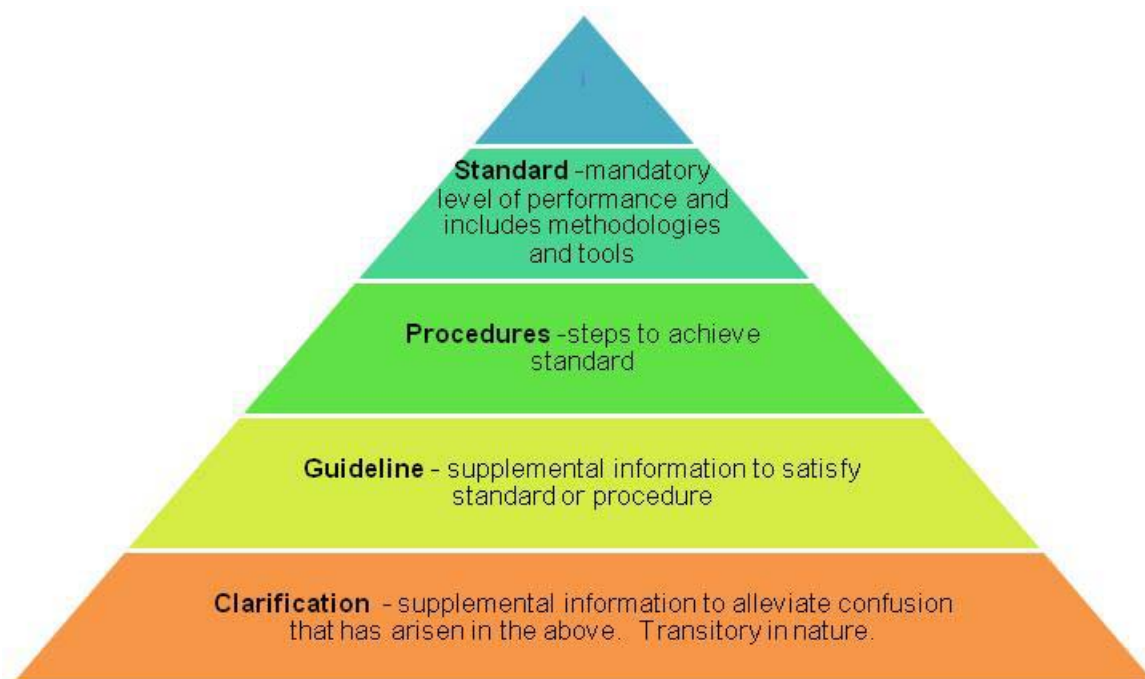 Standard -mandatory
level of performance and
includes methodologies
and tools
Procedures -steps to achieve
standard
Guideline - supplemental information to satisfy
standard or procedure
Clarification - supplemental information to alleviate confusion
that has arisen in the above. Transitory in nature.